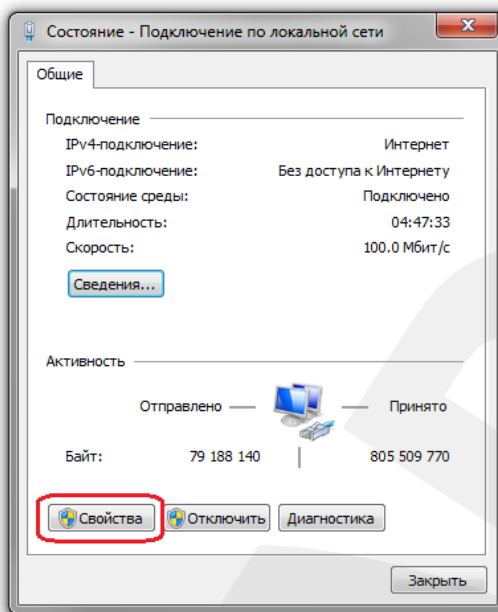 Состояние - Подключение по локальной сети
Общие
Подключение
IPv4-подключение: Интернет
IPv6-подключение: Без доступа к Интернету
Состояние среды: Подключено
Длительность: 04:47:33
Скорость: 100.0 Мбит/с
Сведения...
Активность
Отправлено — — Принято
Байт: 79 188 140 805 509 770
Свойства Отключить Диагностика
Закрыть